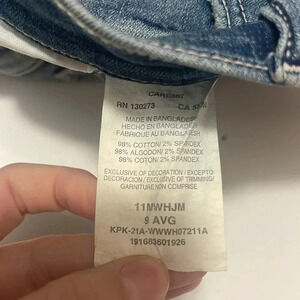 RN 130273
MADE IN BANGLADESH
HECHO EN BANGLADESH
FABRIQUE AU BANGLADESH
98% COTTON/ 2% SPANDEX
98% ALGODON/ 2% SPANDEX
98% COTON/ 2% SPANDEX
EXCLUSIVE OF DECORATION / EXCEPTO
DECORACION / EXCLUSIVE OF TRIMMING/
GARNITURE NON COMPRISE
11MWHJM
9 AVG
KPK-21A-WWWH07211A
191663501926